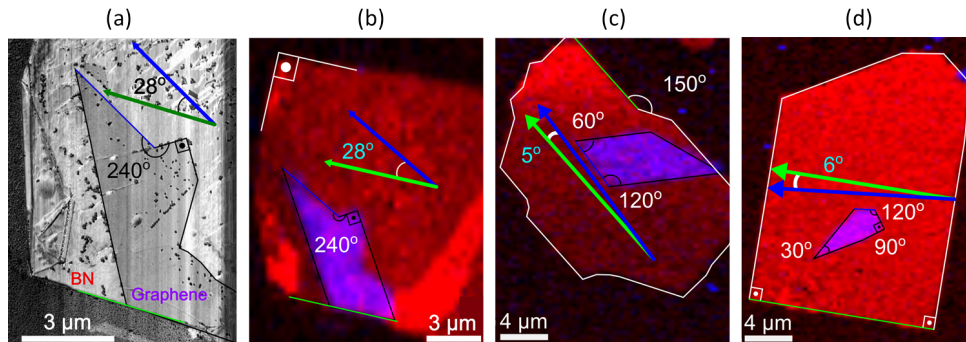 (a)
28°
240°
BN
Graphene
3 μm
(b)
28°
240°
3 μm
(c)
150°
60°
5°
120°
4 μm
(d)
6°
120°
30°
90°
4 μm